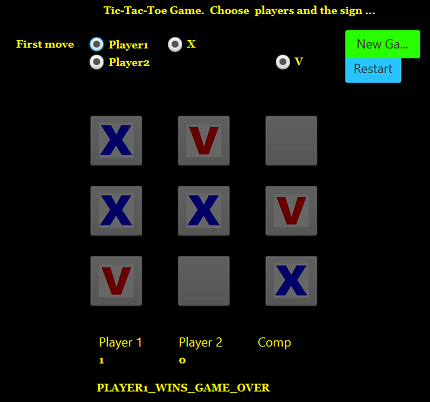 Tic-Tac-Toe Game. Choose players and the sign ...
First move Player1 X New Ga...
Player2 V Restart
X V
X X V
V X
Player 1 Player 2 Comp
1 0
PLAYER1_WINS_GAME_OVER